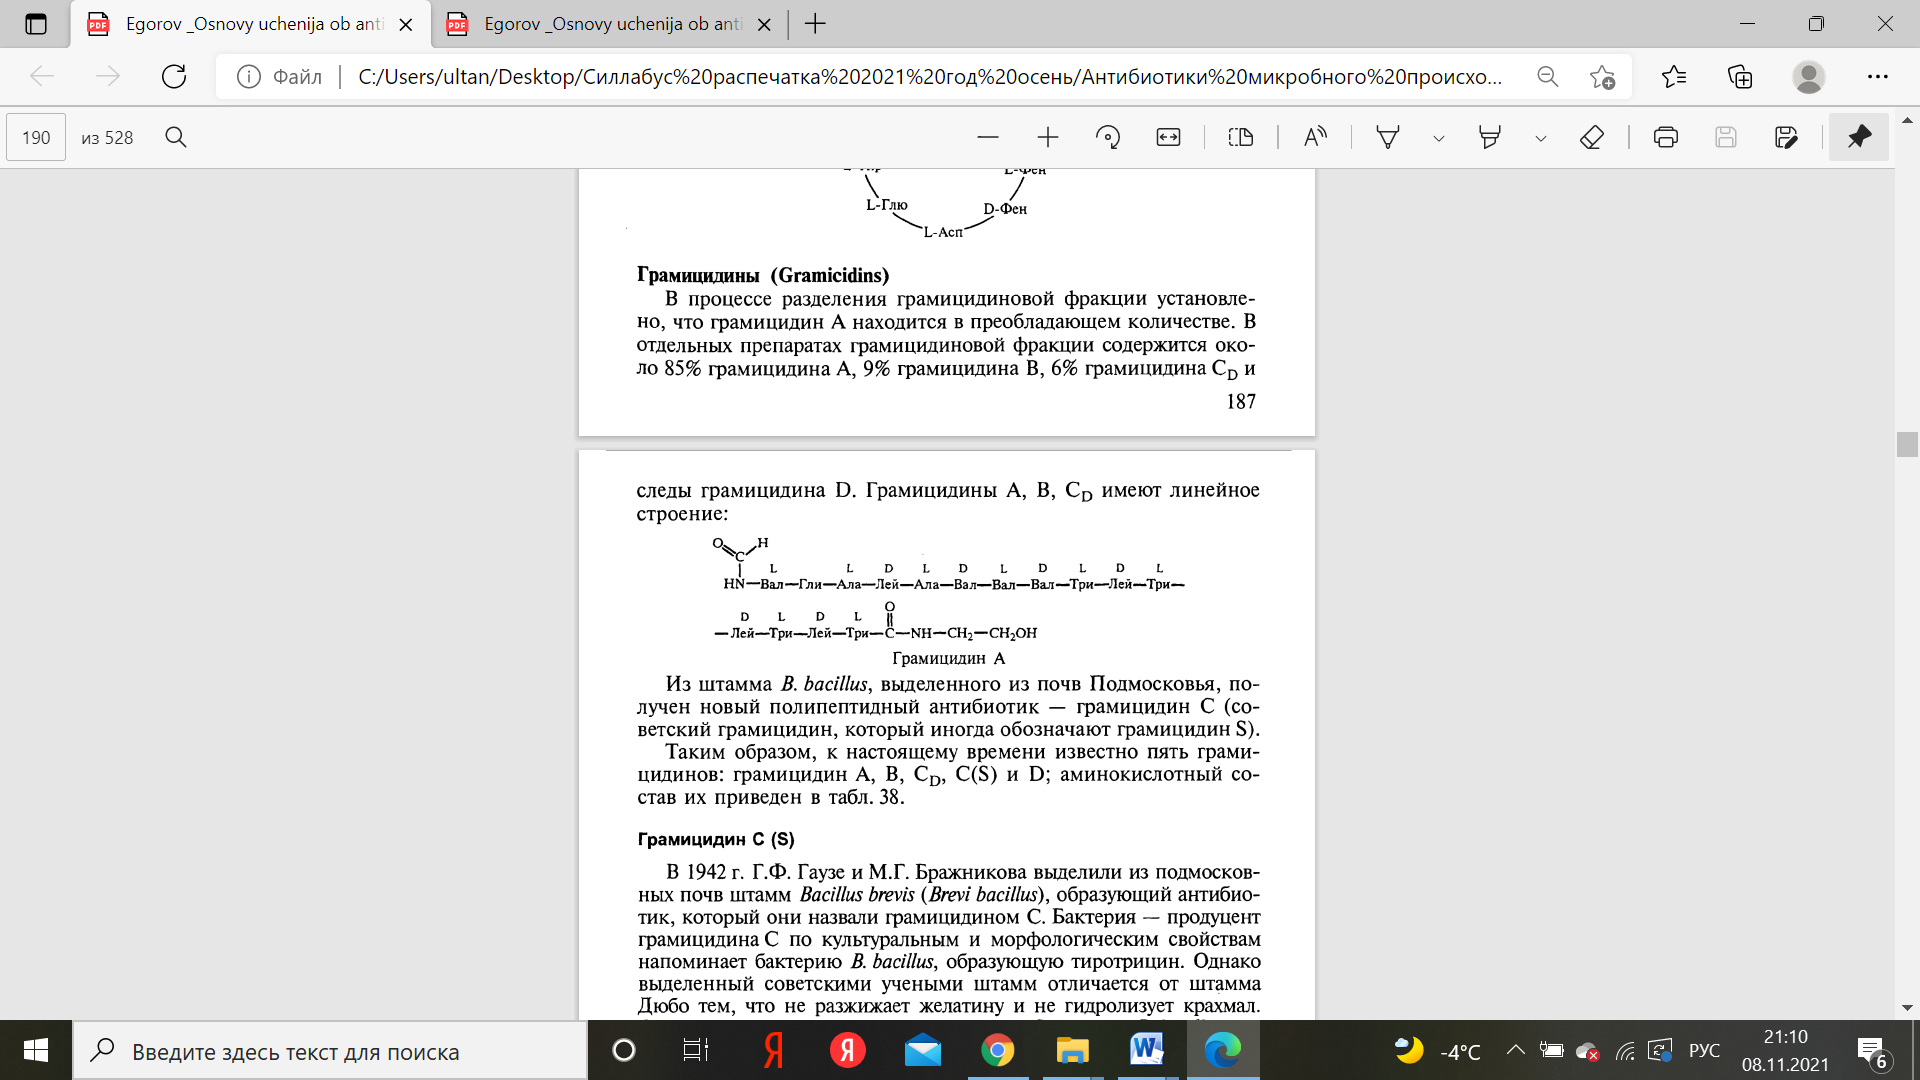 Egorov _Osnovy uchenija ob anti
Egorov _Osnovy uchenija ob anti
Файл
C:/Users/ultan/Desktop/Силлабус%20распечатка%202021%20год%20осень/Антибиотики%20микробного%20происхо...
190
из 528
L-Фен
L-Глю
D-Фен
L-Асп
Грамицидины (Gramicidins)
В процессе разделения грамицидиновой фракции установле-
но, что грамицидин А находится в преобладающем количестве. В
отдельных препаратах грамицидиновой фракции содержится око-
ло 85% грамицидина А, 9% грамицидина В, 6% грамицидина C_D и
187
следы грамицидина D. Грамицидины А, В, C_D имеют линейное
строение:
O H
C
L L D L D L D L D L
HN—Вал—Гли—Ала—Лей—Ала—Вал—Вал—Вал—Три—Лей—Три—
D L D L O
—Лей—Три—Лей—Три—C—NH—CH₂—CH₂OH
Грамицидин А
Из штамма B. bacillus, выделенного из почв Подмосковья, по-
лучен новый полипептидный антибиотик — грамицидин С (со-
ветский грамицидин, который иногда обозначают грамицидин S).
Таким образом, к настоящему времени известно пять грами-
цидинов: грамицидин А, В, C_D, C(S) и D; аминокислотный со-
став их приведен в табл. 38.
Грамицидин С (S)
В 1942 г. Г.Ф. Гаузе и М.Г. Бражникова выделили из подмосков-
ных почв штамм Bacillus brevis (Brevi bacillus), образующий антибио-
тик, который они назвали грамицидином С. Бактерия — продуцент
грамицидина С по культуральным и морфологическим свойствам
напоминает бактерию B. bacillus, образующую тиротрицин. Однако
выделенный советскими учеными штамм отличается от штамма
Дюбо тем, что не разжижает желатину и не гидролизует крахмал.
Введите здесь текст для поиска
-4°C
РУС
21:10
08.11.2021
6